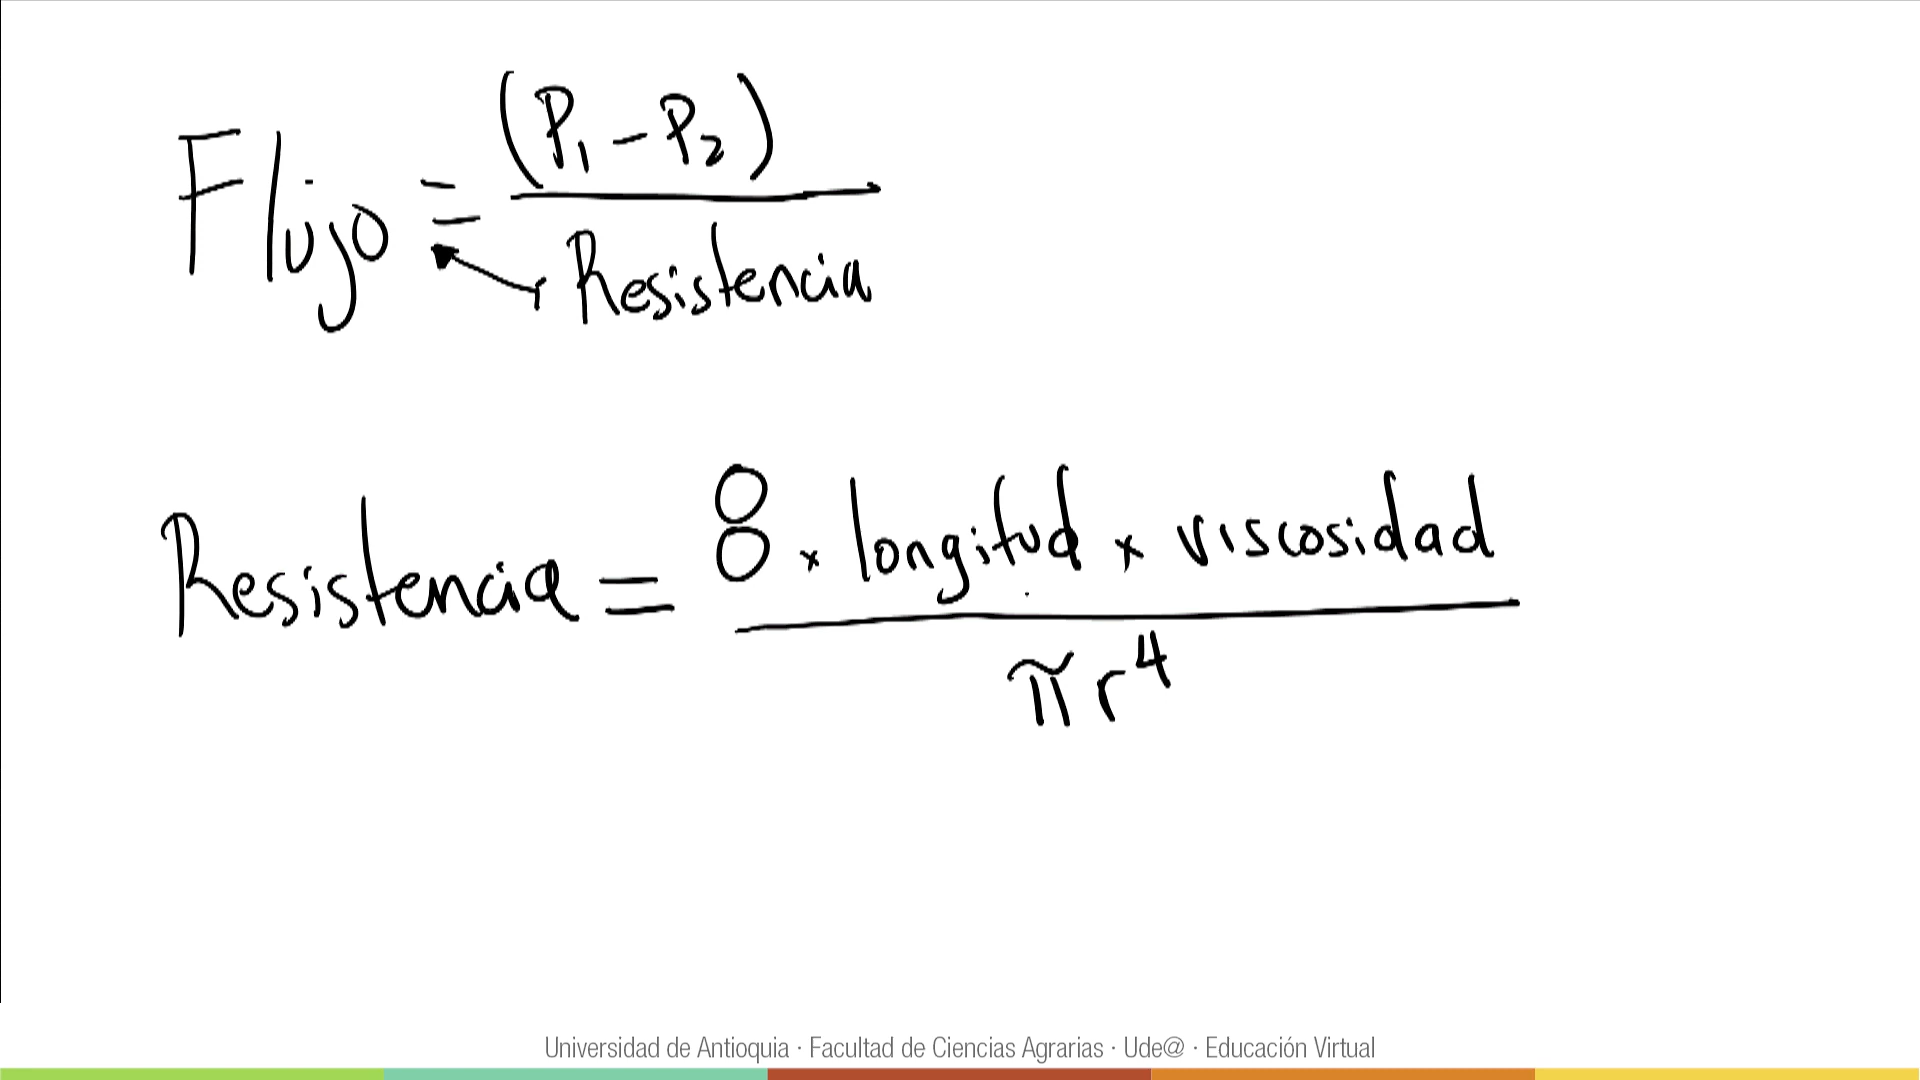 Flujo = (P₁ - P₂)
Resistencia
Resistencia = 8 x longitud x viscosidad
πr⁴
Universidad de Antioquia · Facultad de Ciencias Agrarias · Ude@ · Educación Virtual